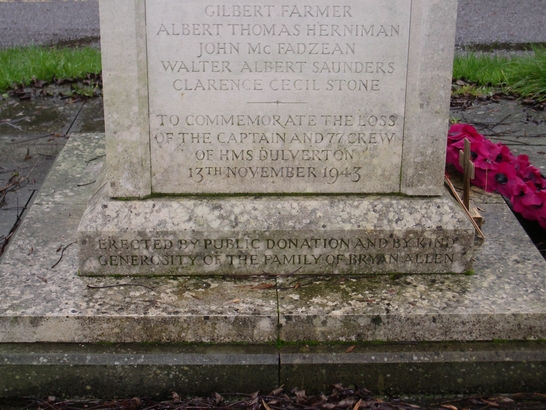 GILBERT FARMER
ALBERT THOMAS HERNIMAN
JOHN Mc FADZEAN
WALTER ALBERT SAUNDERS
CLARENCE CECIL STONE
TO COMMEMORATE THE LOSS
OF THE CAPTAIN AND 77 CREW
OF HMS DULVERTON
13TH NOVEMBER 1943
ERECTED BY PUBLIC DONATION AND BY KIND
GENEROSITY OF THE FAMILY OF BRYAN ALLEN